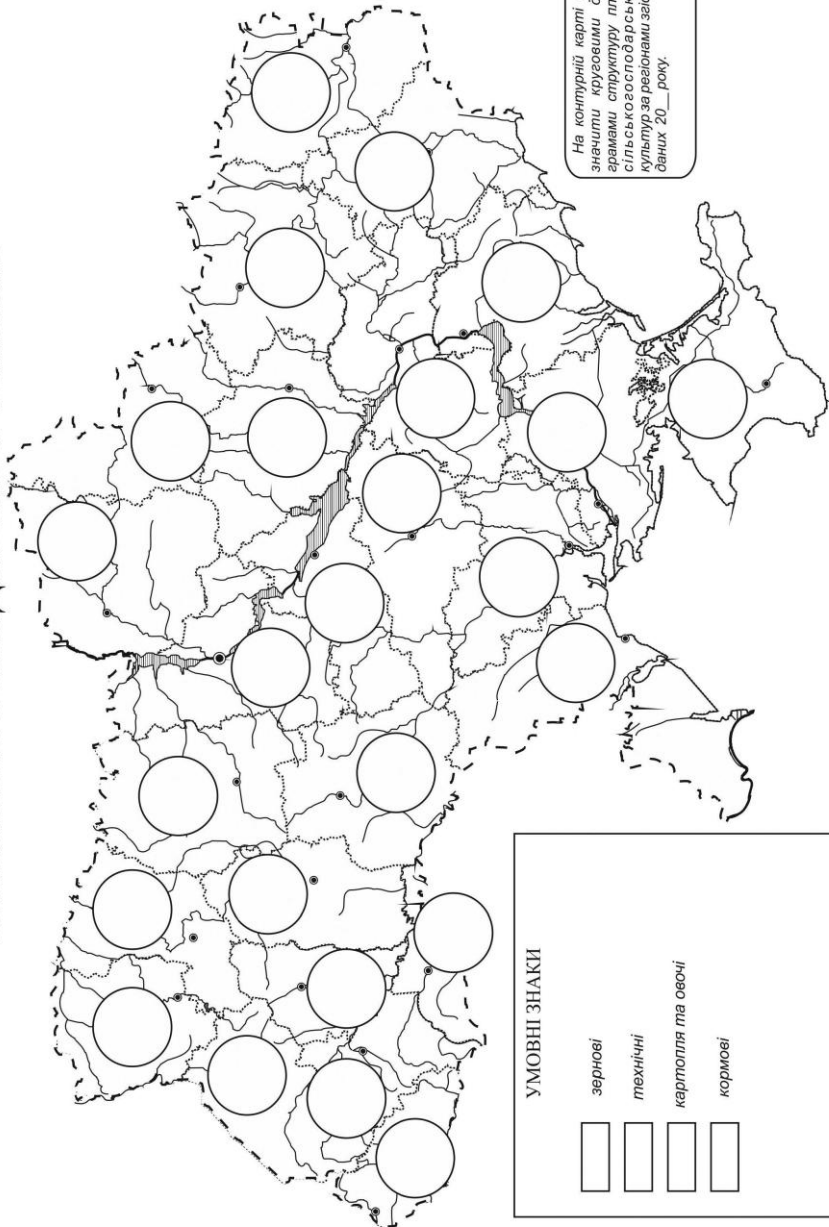 На контурній карті
значити круговими
грамами структуру
сільськогосподарськ
культур за регіонами
даних 20__ року.
УМОВНІ ЗНАКИ
зернові
технічні
картопля та овочі
кормові